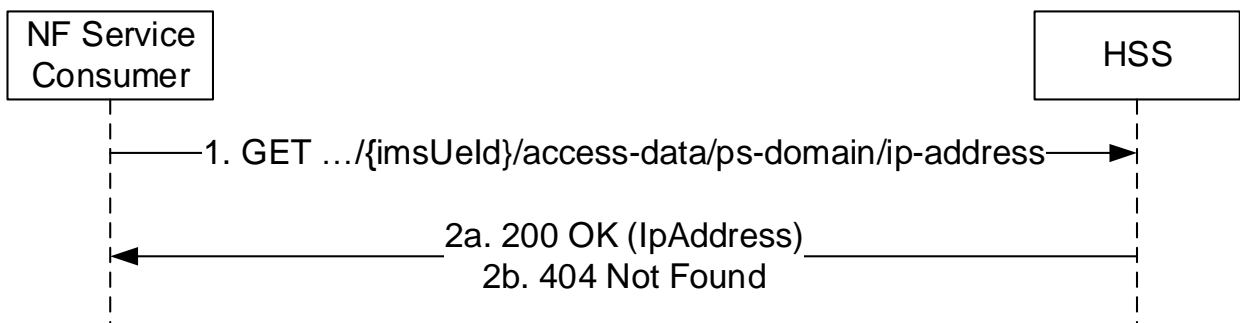 NF Service
Consumer
HSS
1. GET …/{imsUeId}/access-data/ps-domain/ip-address
2a. 200 OK (IpAddress)
2b. 404 Not Found